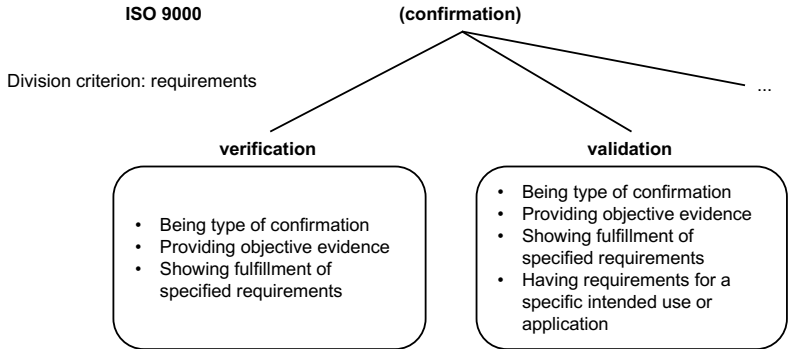 ISO 9000
(confirmation)
Division criterion: requirements
...
verification
validation
• Being type of confirmation
• Providing objective evidence
• Showing fulfillment of
specified requirements
• Being type of confirmation
• Providing objective evidence
• Showing fulfillment of
specified requirements
• Having requirements for a
specific intended use or
application